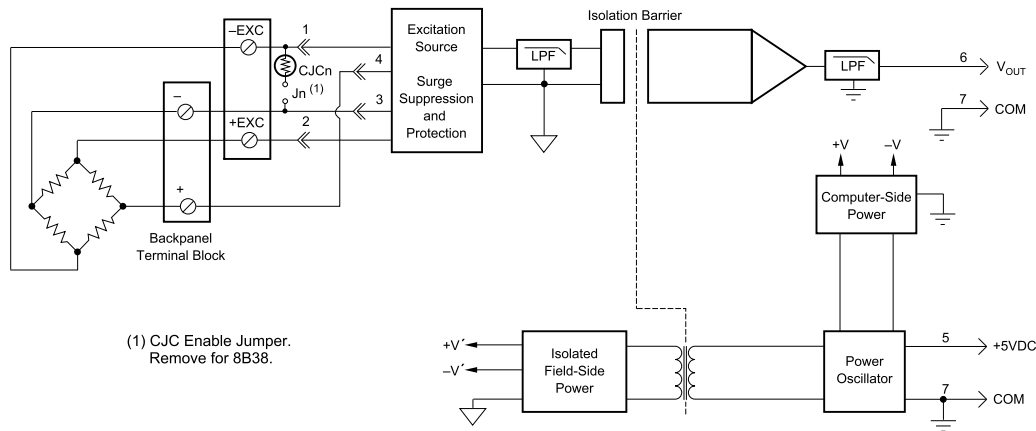 Isolation Barrier
–EXC
1
CJCn
Jn (1)
4
3
2
–
+EXC
+
Backpanel
Terminal Block
Excitation
Source
Surge
Suppression
and
Protection
LPF
LPF
6
VOUT
7
COM
+V
–V
Computer-Side
Power
(1) CJC Enable Jumper.
Remove for 8B38.
+V´
–V´
Isolated
Field-Side
Power
Power
Oscillator
5
+5VDC
7
COM